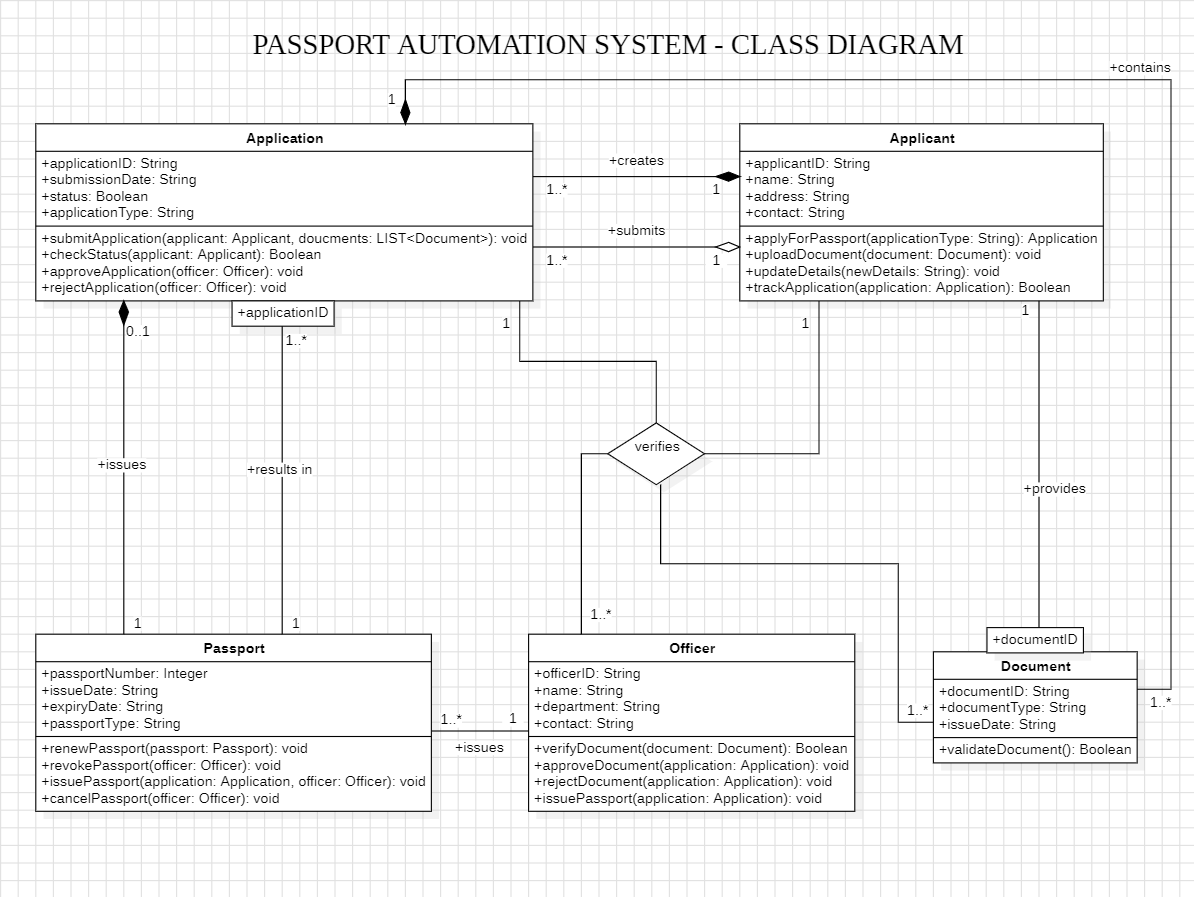 PASSPORT AUTOMATION SYSTEM - CLASS DIAGRAM
+contains
1
Application
+applicationID: String
+submissionDate: String
+status: Boolean
+applicationType: String
+submitApplication(applicant: Applicant, doucments: LIST<Document>): void
+checkStatus(applicant: Applicant): Boolean
+approveApplication(officer: Officer): void
+rejectApplication(officer: Officer): void
+applicationID
+creates
1..*
1
+submits
1..*
1
Applicant
+applicantID: String
+name: String
+address: String
+contact: String
+applyForPassport(applicationType: String): Application
+uploadDocument(document: Document): void
+updateDetails(newDetails: String): void
+trackApplication(application: Application): Boolean
0..1
1..*
1
1
1
verifies
+issues
+results in
+provides
1
1
1..*
1..*
1..*
Passport
+passportNumber: Integer
+issueDate: String
+expiryDate: String
+passportType: String
+renewPassport(passport: Passport): void
+revokePassport(officer: Officer): void
+issuePassport(application: Application, officer: Officer): void
+cancelPassport(officer: Officer): void
1..*
1
+issues
Officer
+officerID: String
+name: String
+department: String
+contact: String
+verifyDocument(document: Document): Boolean
+approveDocument(application: Application): void
+rejectDocument(application: Application): void
+issuePassport(application: Application): void
+documentID
Document
+documentID: String
+documentType: String
+issueDate: String
+validateDocument(): Boolean